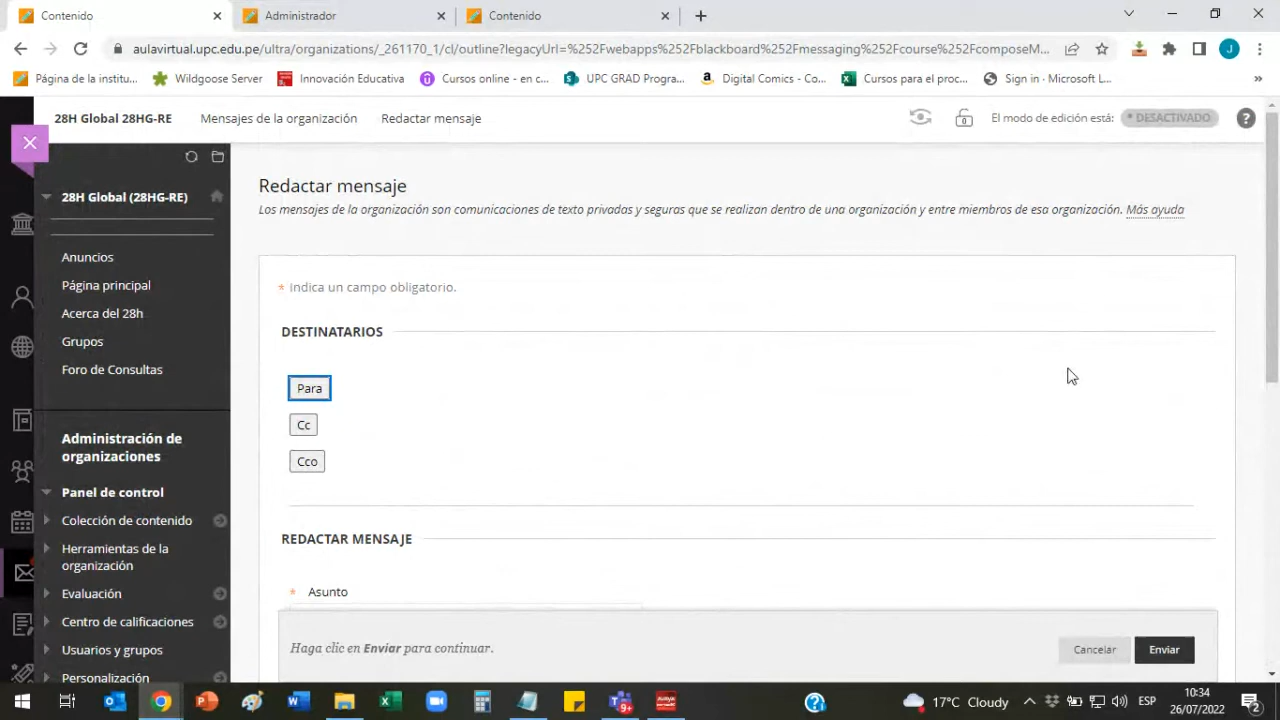 Contenido
Administrador
Contenido
aulavirtual.upc.edu.pe/ultra/organizations/_261170_1/cl/outline?legacyUrl=%252Fwebapps%252Fblackboard%252Fmessaging%252Fcourse%252FcomposeM...
J
Página de la institu...
Wildgoose Server
Innovación Educativa
Cursos online - en c...
UPC GRAD Progra...
Digital Comics - Co...
Cursos para el proc...
Sign in - Microsoft L...
»
28H Global 28HG-RE
Mensajes de la organización
Redactar mensaje
0
El modo de edición está:
DESACTIVADO
?
28H Global (28HG-RE)
Anuncios
Página principal
Acerca del 28h
Grupos
Foro de Consultas
Administración de
organizaciones
Panel de control
Colección de contenido
Herramientas de la
organización
Evaluación
Centro de calificaciones
Usuarios y grupos
Personalización
Redactar mensaje
Los mensajes de la organización son comunicaciones de texto privadas y seguras que se realizan dentro de una organización y entre miembros de esa organización. Más ayuda
* Indica un campo obligatorio.
DESTINATARIOS
Para
Cc
Cco
REDACTAR MENSAJE
* Asunto
Haga clic en Enviar para continuar.
Cancelar
Enviar
9+
17°C Cloudy
ESP
10:34
26/07/2022
2